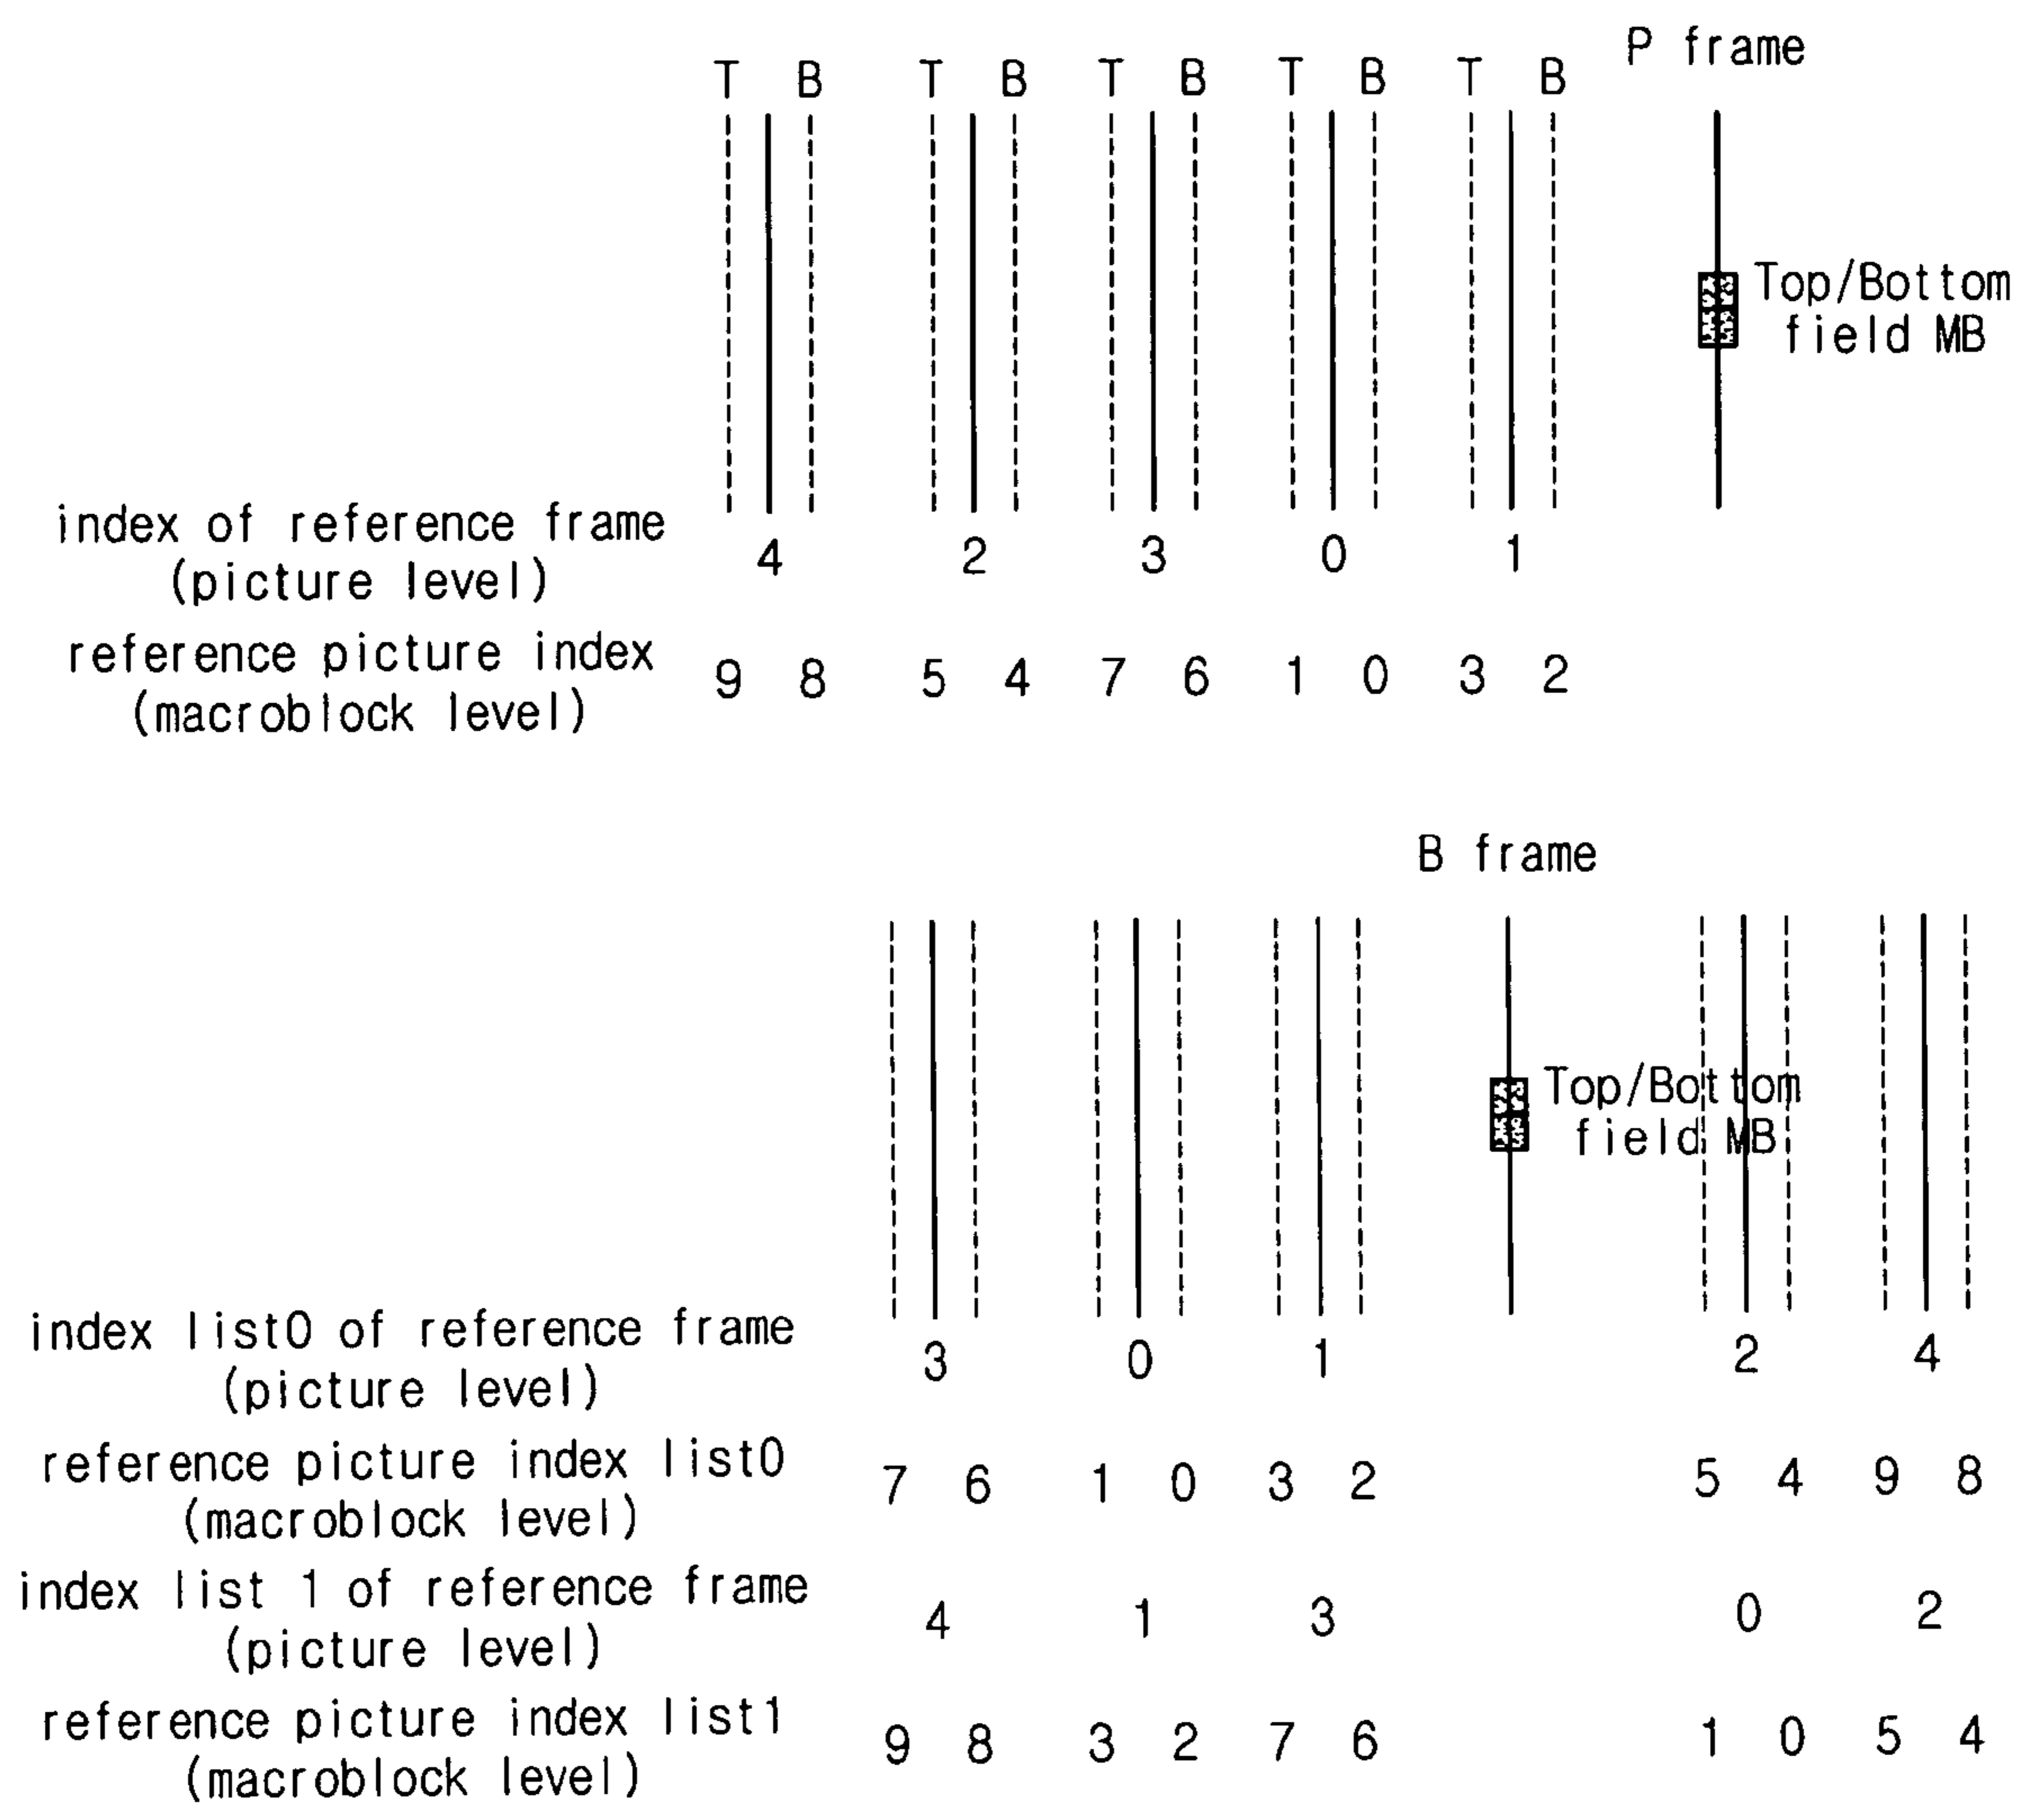 P frame
T B T B T B T B T B
Top/Bottom
field MB
index of reference frame
(picture level)
4 2 3 0 1
reference picture index
(macroblock level)
9 8 5 4 7 6 1 0 3 2
B frame
Top/Bottom
field MB
index list0 of reference frame
(picture level)
3 0 1 2 4
reference picture index list0
(macroblock level)
7 6 1 0 3 2 5 4 9 8
index list 1 of reference frame
(picture level)
4 1 3 0 2
reference picture index list1
(macroblock level)
9 8 3 2 7 6 1 0 5 4